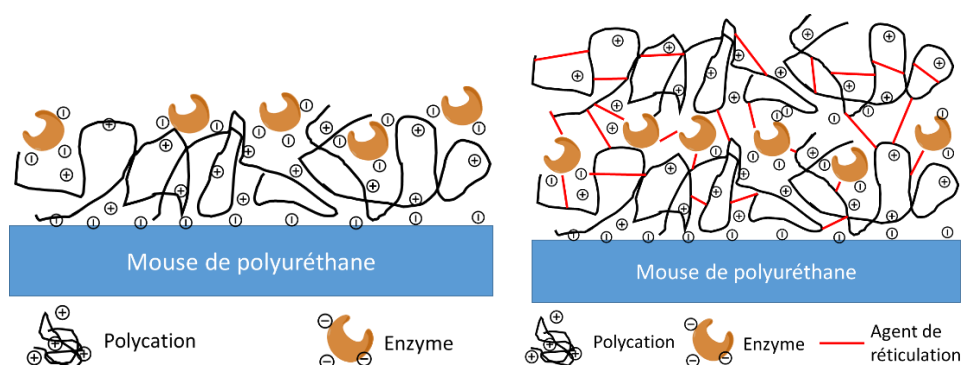 Mouse de polyuréthane
Polycation
Enzyme
Mouse de polyuréthane
Polycation
Enzyme
Agent de
réticulation